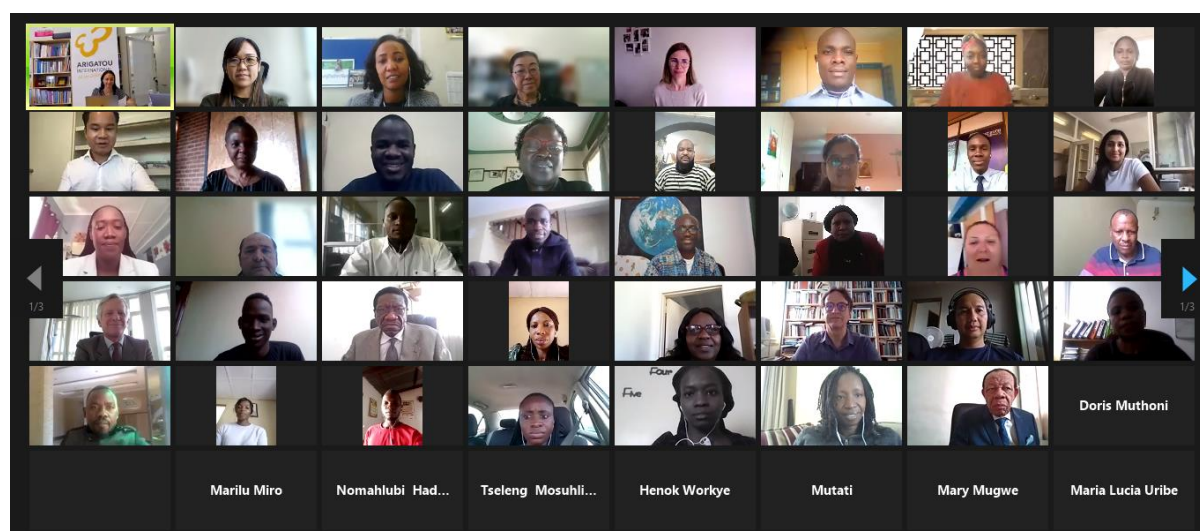 ARIGATOU
INTERNATIONAL
1/3
1/3
Four
Five
Doris Muthoni
Marilu Miro
Nomahlubi Had...
Tseleng Mosuhli...
Henok Workye
Mutati
Mary Mugwe
Maria Lucia Uribe